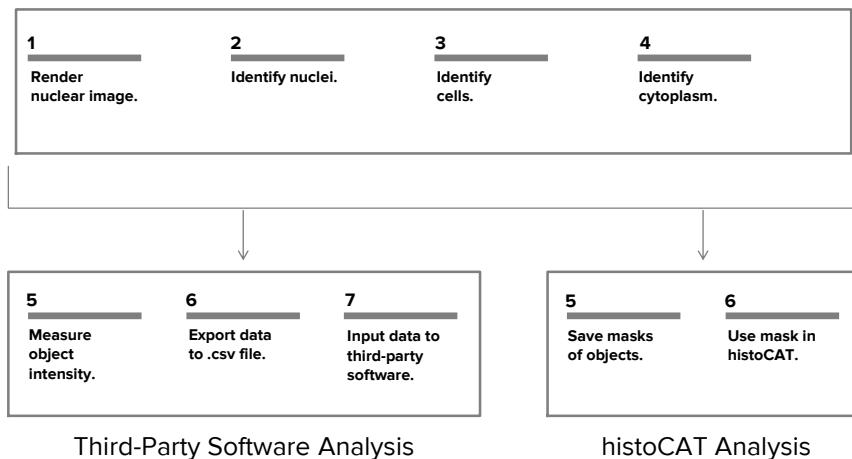 1
Render
nuclear image.
2
Identify nuclei.
3
Identify
cells.
4
Identify
cytoplasm.
5
Measure
object
intensity.
6
Export data
to .csv file.
7
Input data to
third-party
software.
Third-Party Software Analysis
5
Save masks
of objects.
6
Use mask in
histoCAT.
histoCAT Analysis